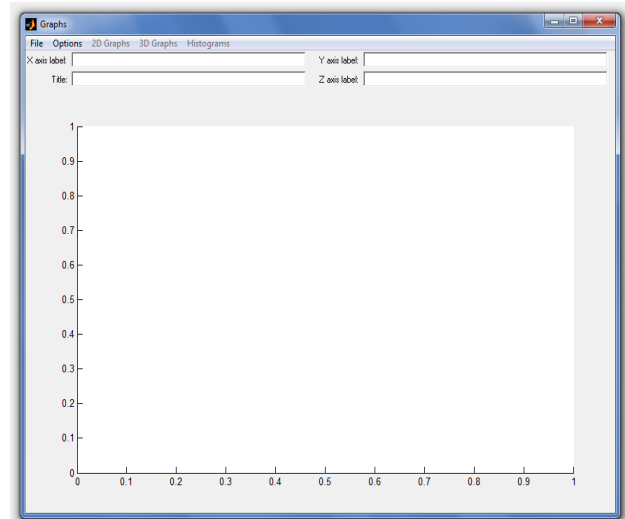 Graphs
File Options 2D Graphs 3D Graphs Histograms
X axis label: Y axis label:
Title: Z axis label:
1
0.9
0.8
0.7
0.6
0.5
0.4
0.3
0.2
0.1
0
0 0.1 0.2 0.3 0.4 0.5 0.6 0.7 0.8 0.9 1